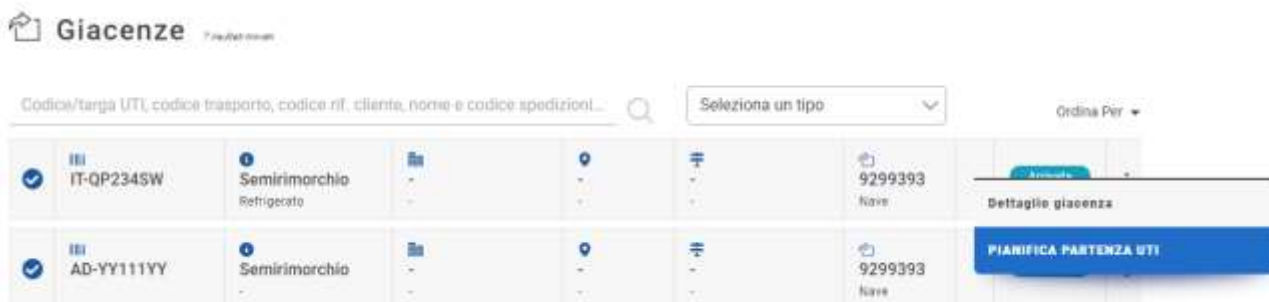 Giacenze
Codice/targa UTI, codice trasporto, codice rif. cliente, nome e codice spedizioni...
Seleziona un tipo
Ordina Per
IT-QP234SW
Semirimorchio
Refrigerato
-
-
-
-
-
-
9299393
Nave
Dettaglio giacenza
PIANIFICA PARTENZA UTI
AD-YY111YY
Semirimorchio
-
-
-
-
-
-
-
9299393
Nave